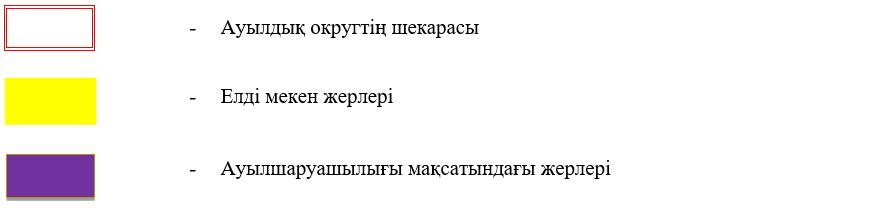 - Ауылдық округтің шекарасы
- Елді мекен жерлері
- Ауылшаруашылығы мақсатындағы жерлері